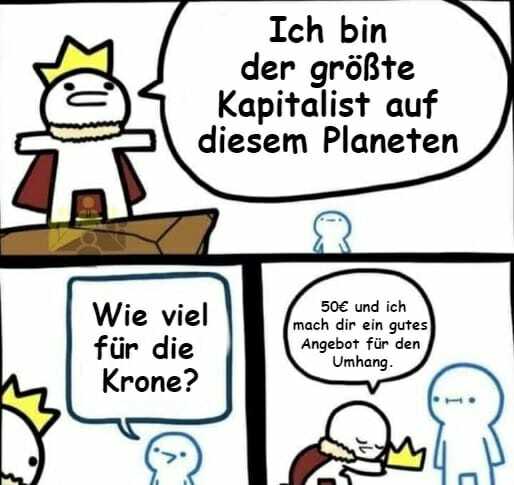 Ich bin
der größte
Kapitalist auf
diesem Planeten
Wie viel
für die
Krone?
50€ und ich
mach dir ein gutes
Angebot für den
Umhang.